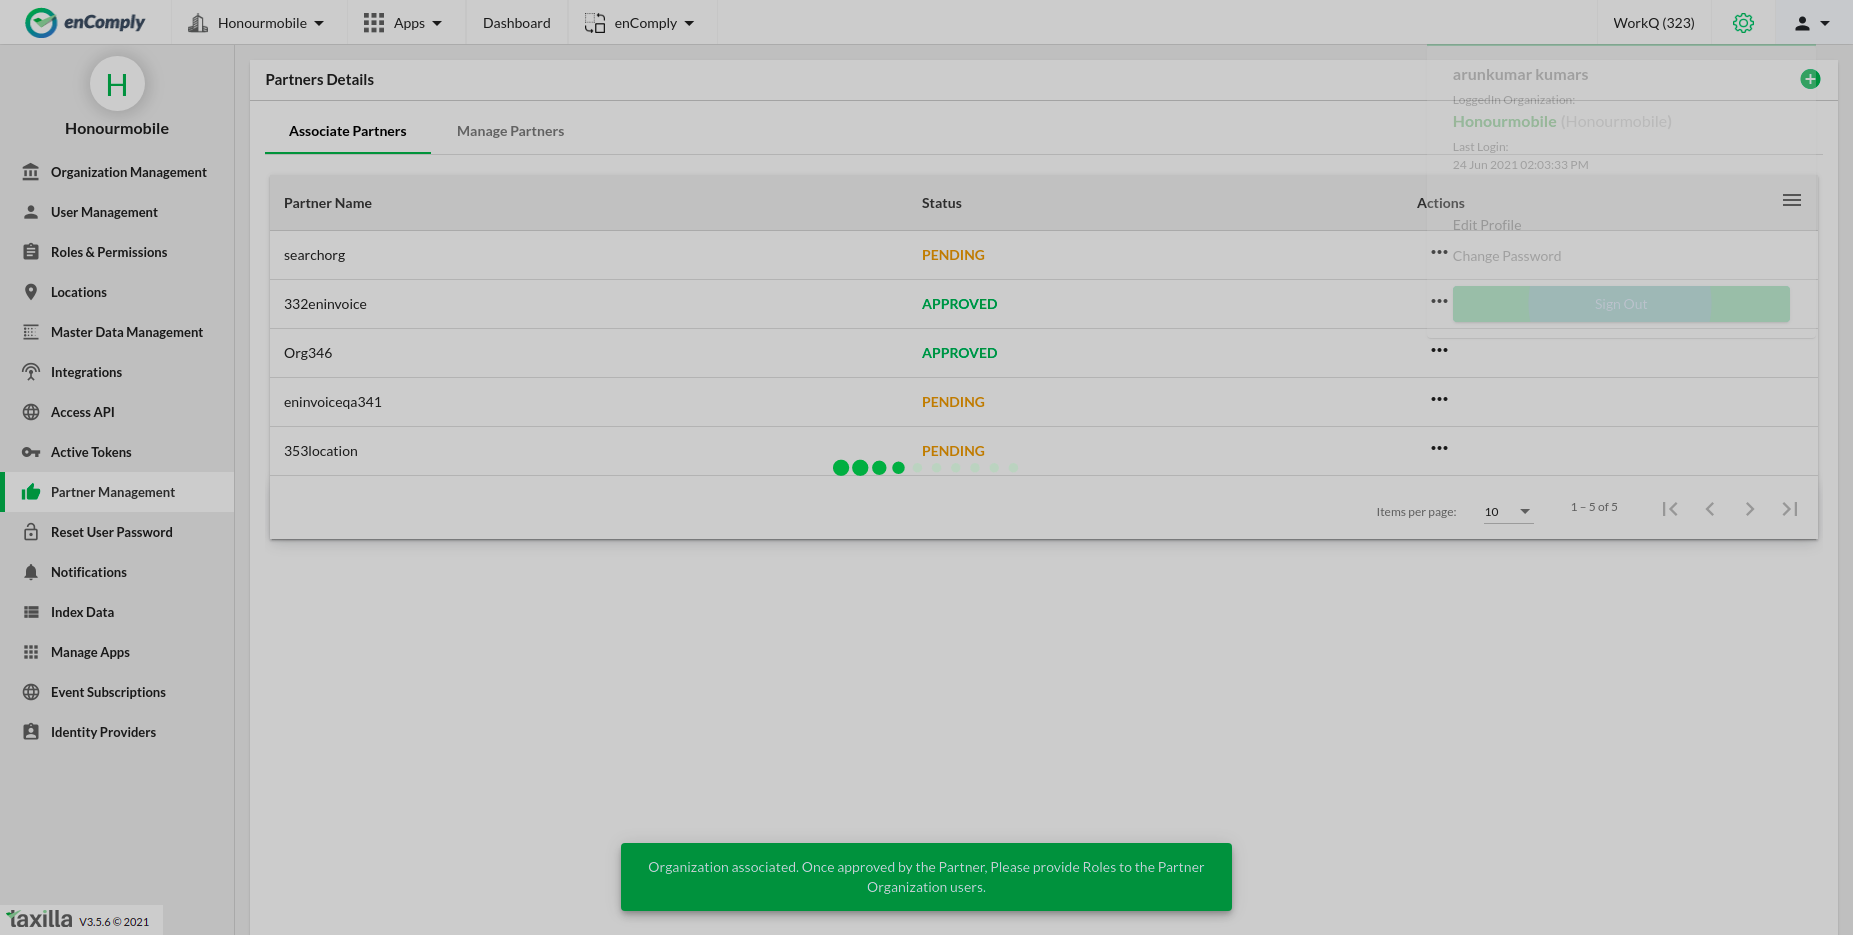 enComply
Honourmobile
Apps
Dashboard
enComply
WorkQ (323)
H
Honourmobile
Organization Management
User Management
Roles & Permissions
Locations
Master Data Management
Integrations
Access API
Active Tokens
Partner Management
Reset User Password
Notifications
Index Data
Manage Apps
Event Subscriptions
Identity Providers
taxilla V3.5.6 © 2021
Partners Details
Associate Partners
Manage Partners
Partner Name Status Actions
searchorg PENDING
332eninvoice APPROVED
Org346 APPROVED
eninvoiceqa341 PENDING
353location PENDING
Items per page: 10 1 – 5 of 5
arunkumar kumars
LoggedIn Organization:
Honourmobile (Honourmobile)
Last Login:
24 Jun 2021 02:03:33 PM
Edit Profile
Change Password
Sign Out
Organization associated. Once approved by the Partner, Please provide Roles to the Partner
Organization users.